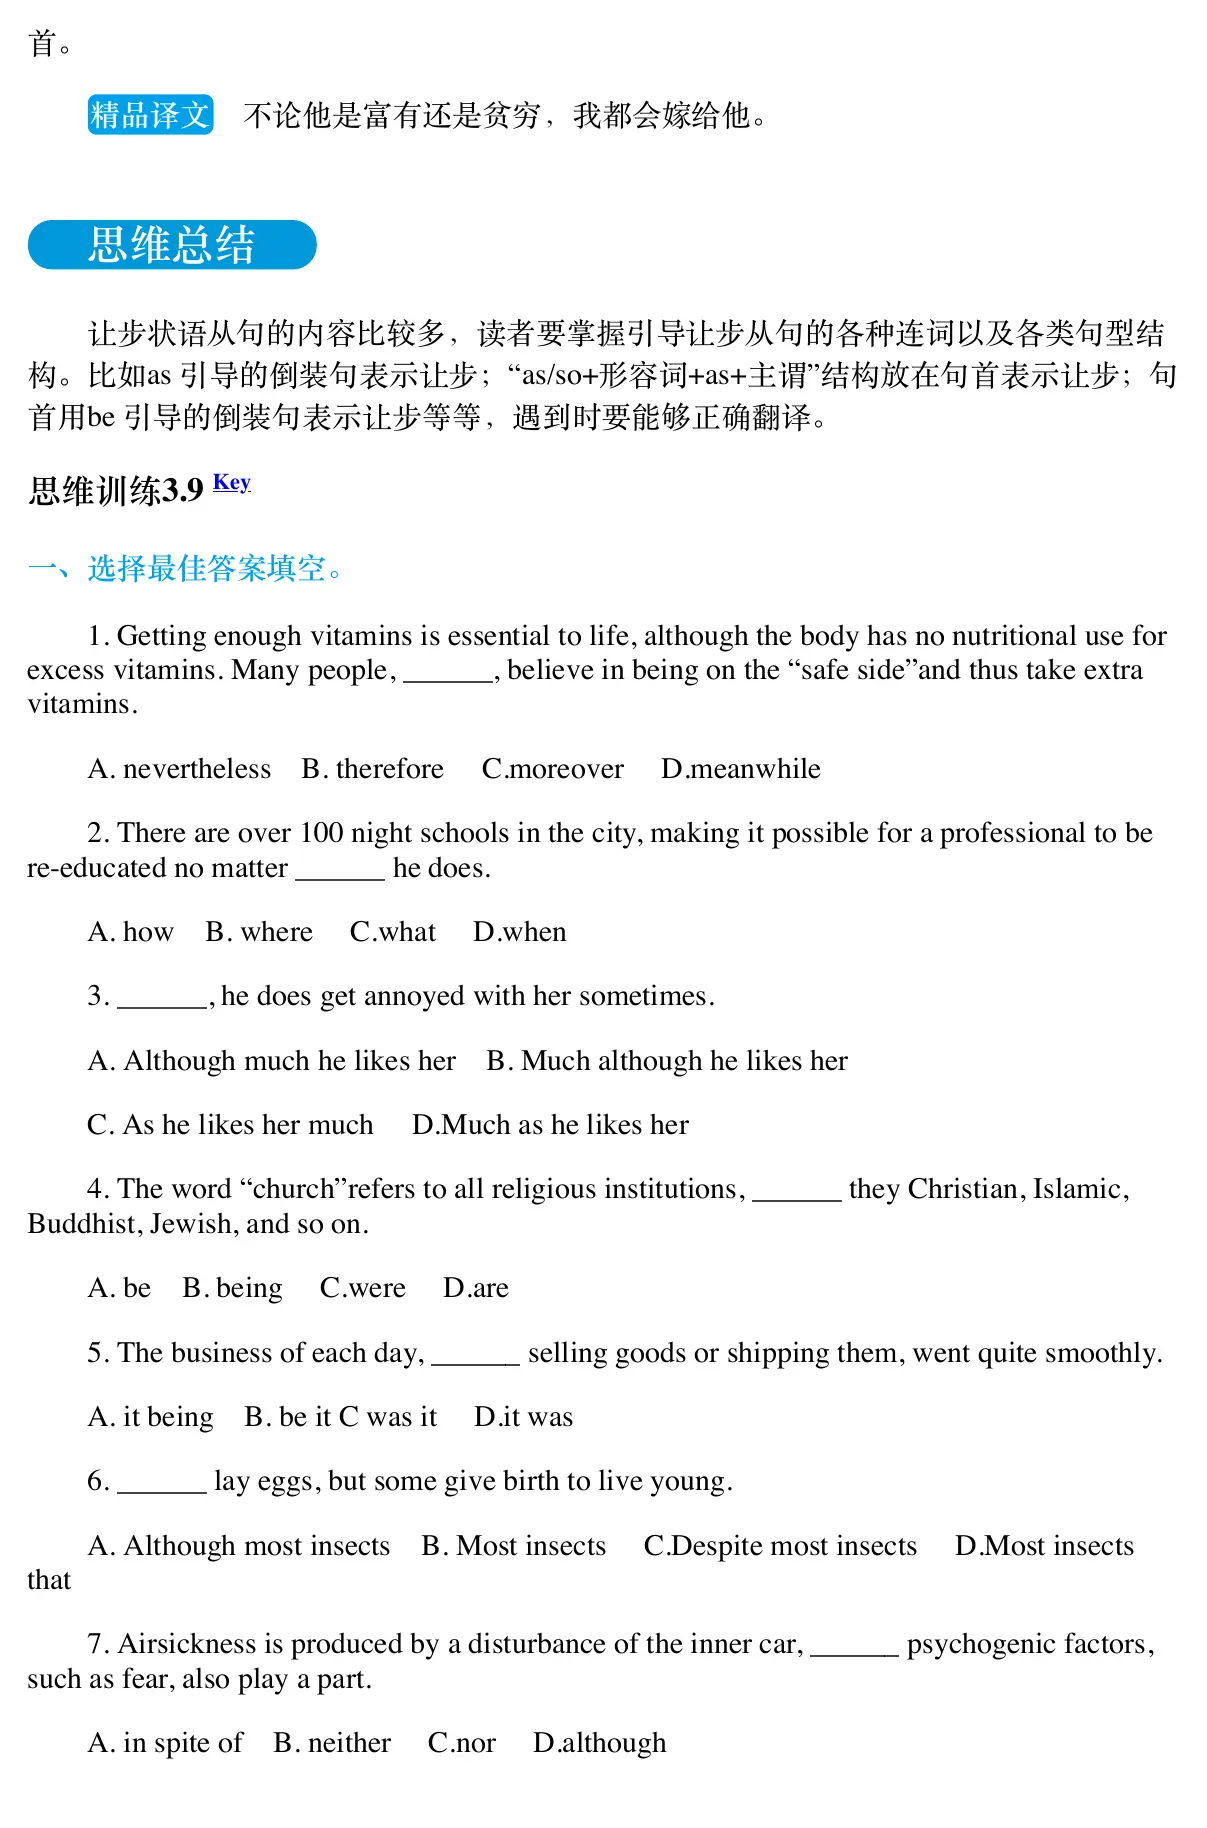 首。
精品译文 不论他是富有还是贫穷，我都会嫁给他。
思维总结
让步状语从句的内容比较多，读者要掌握引导让步从句的各种连词以及各类句型结
构。比如as 引导的倒装句表示让步；“as/so+形容词+as+主谓”结构放在句首表示让步；句
首用be 引导的倒装句表示让步等等，遇到时要能够正确翻译。
思维训练3.9 Key
一、选择最佳答案填空。
1. Getting enough vitamins is essential to life, although the body has no nutritional use for
excess vitamins. Many people, ______, believe in being on the “safe side”and thus take extra
vitamins.
A. nevertheless B. therefore C.moreover D.meanwhile
2. There are over 100 night schools in the city, making it possible for a professional to be
re-educated no matter ______ he does.
A. how B. where C.what D.when
3. ______, he does get annoyed with her sometimes.
A. Although much he likes her B. Much although he likes her
C. As he likes her much D.Much as he likes her
4. The word “church”refers to all religious institutions, ______ they Christian, Islamic,
Buddhist, Jewish, and so on.
A. be B. being C.were D.are
5. The business of each day, ______ selling goods or shipping them, went quite smoothly.
A. it being B. be it C was it D.it was
6. ______ lay eggs, but some give birth to live young.
A. Although most insects B. Most insects C.Despite most insects D.Most insects
that
7. Airsickness is produced by a disturbance of the inner car, ______ psychogenic factors,
such as fear, also play a part.
A. in spite of B. neither C.nor D.although